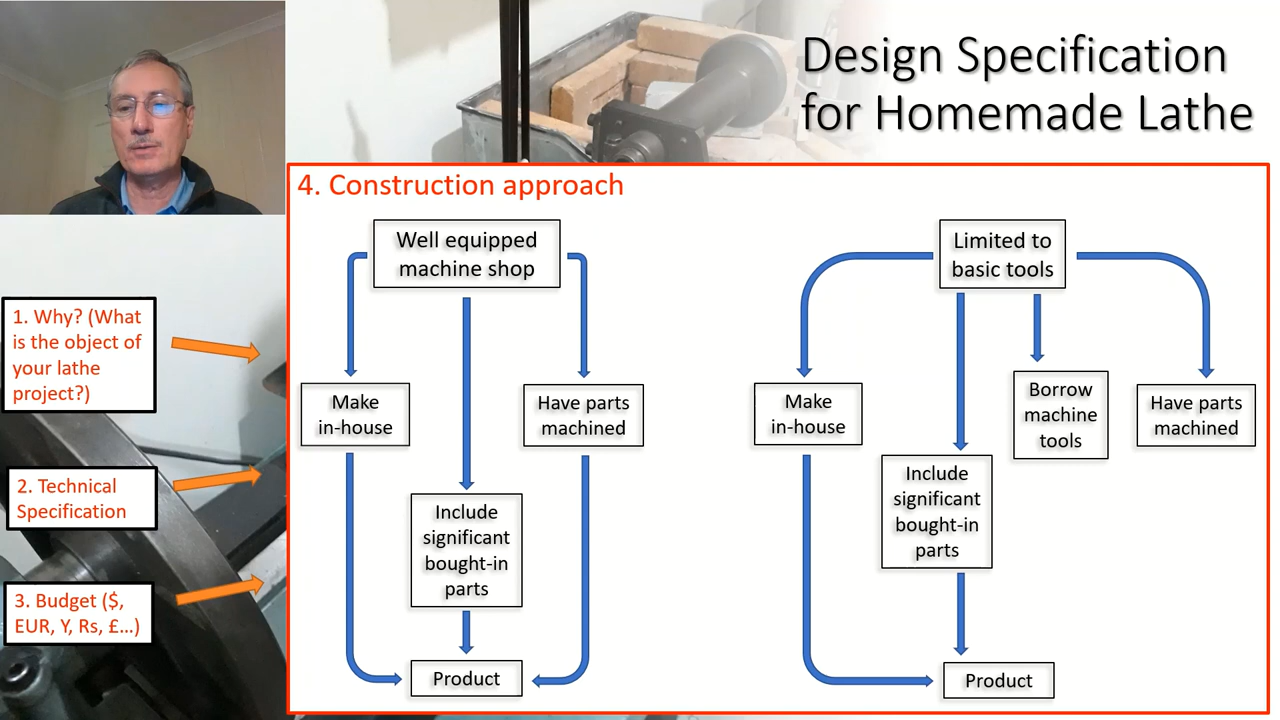 Design Specification
for Homemade Lathe
4. Construction approach
Well equipped
machine shop
Make
in-house
Have parts
machined
Include
significant
bought-in
parts
Product
Limited to
basic tools
Make
in-house
Borrow
machine
tools
Have parts
machined
Include
significant
bought-in
parts
Product
1. Why? (What
is the object of
your lathe
project?)
2. Technical
Specification
3. Budget ($,
EUR, Y, Rs, £...)